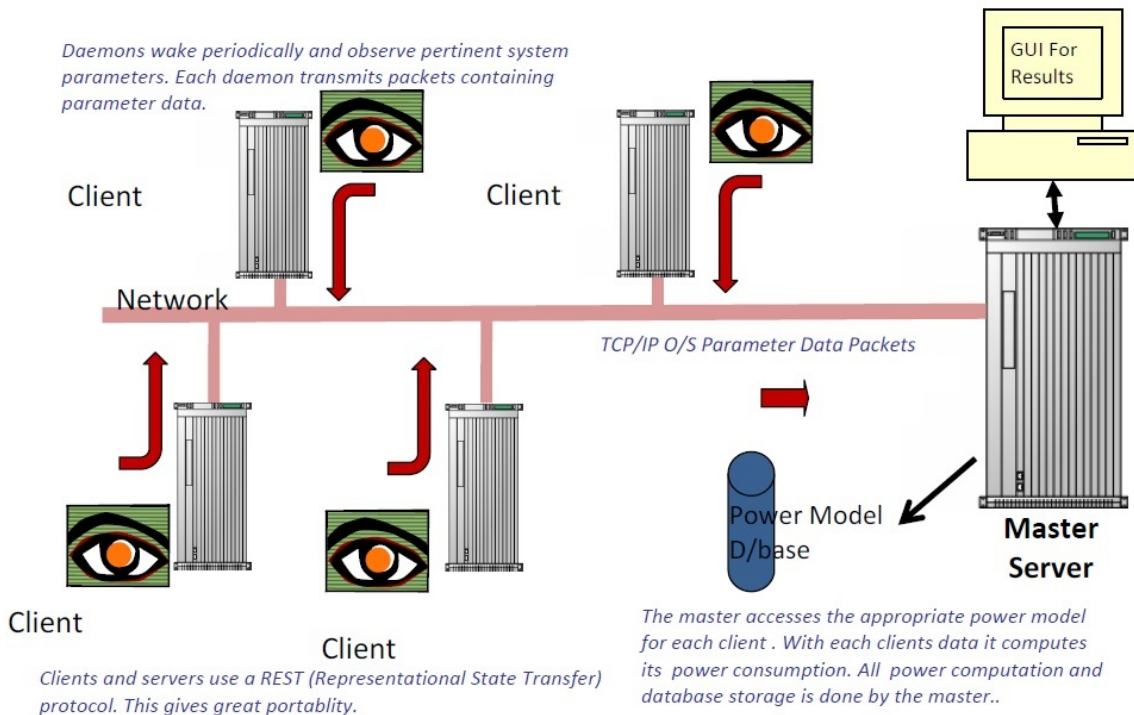 Daemons wake periodically and observe pertinent system
parameters. Each daemon transmits packets containing
parameter data.
GUI For
Results
Client
Client
Network
TCP/IP O/S Parameter Data Packets
Power Model
D/base
Master
Server
Client
Client
The master accesses the appropriate power model
for each client . With each clients data it computes
its power consumption. All power computation and
database storage is done by the master..
Clients and servers use a REST (Representational State Transfer)
protocol. This gives great portablity.